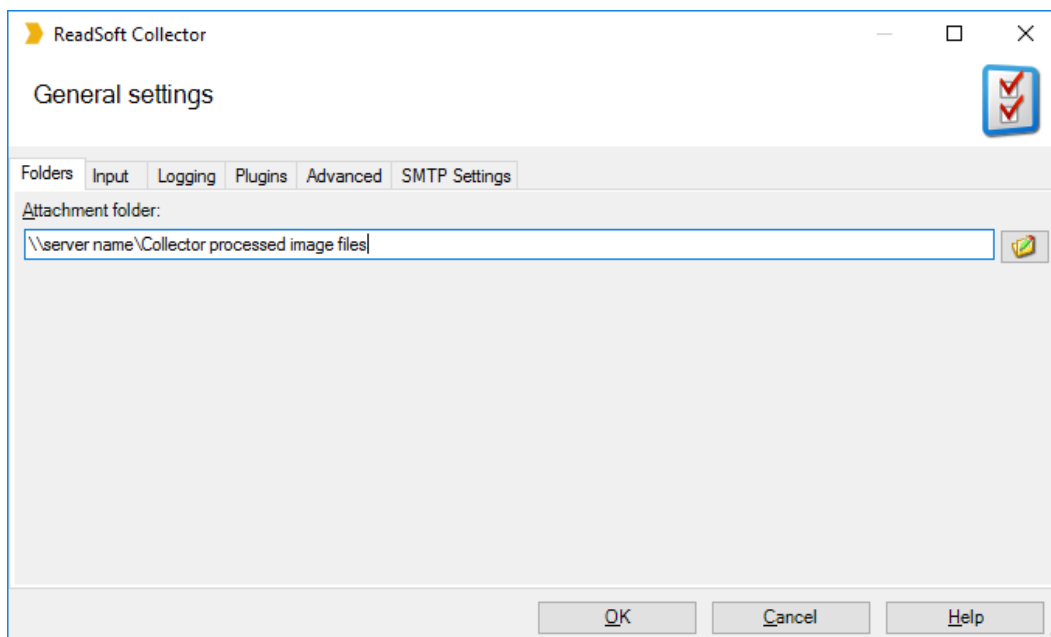 ReadSoft Collector
General settings
Folders Input Logging Plugins Advanced SMTP Settings
Attachment folder:
\\server name\Collector processed image files
OK Cancel Help